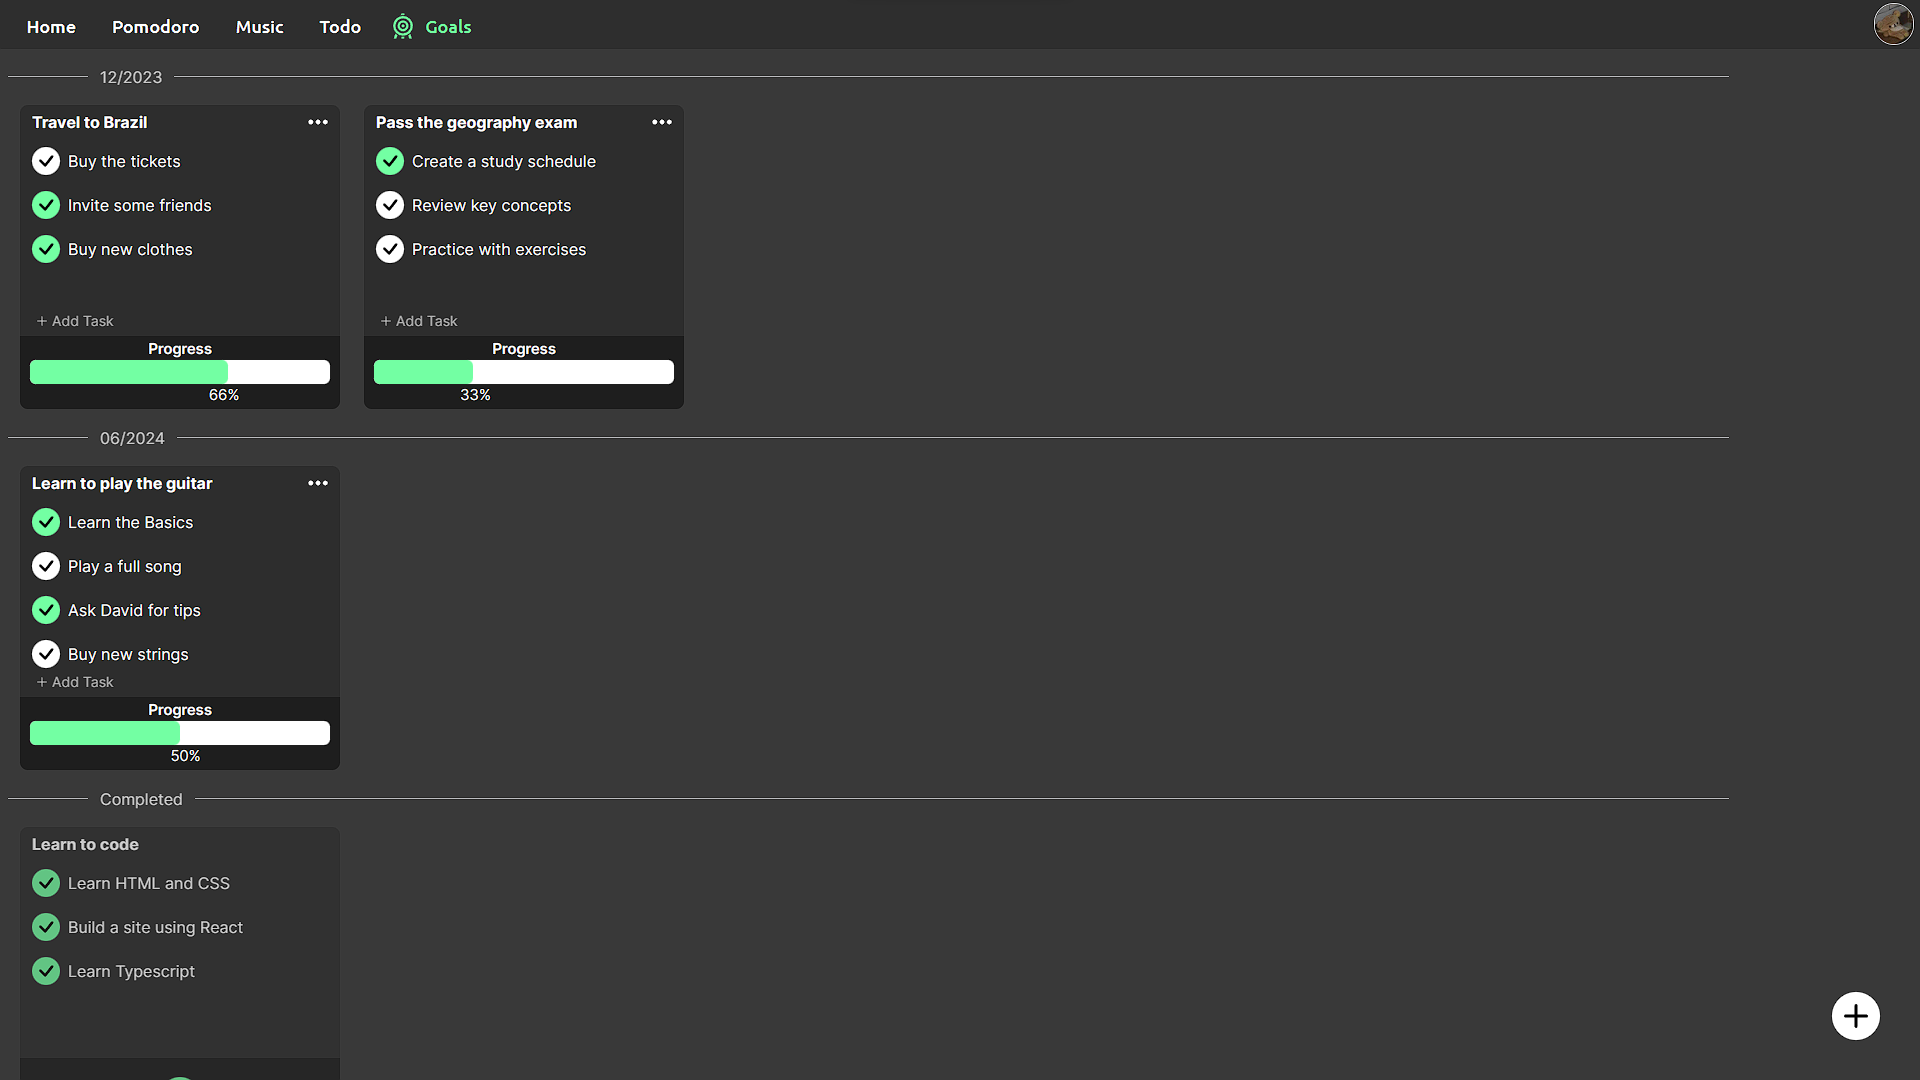 Home Pomodoro Music Todo Goals
12/2023
Travel to Brazil
Buy the tickets
Invite some friends
Buy new clothes
+ Add Task
Progress
66%
Pass the geography exam
Create a study schedule
Review key concepts
Practice with exercises
+ Add Task
Progress
33%
06/2024
Learn to play the guitar
Learn the Basics
Play a full song
Ask David for tips
Buy new strings
+ Add Task
Progress
50%
Completed
Learn to code
Learn HTML and CSS
Build a site using React
Learn Typescript